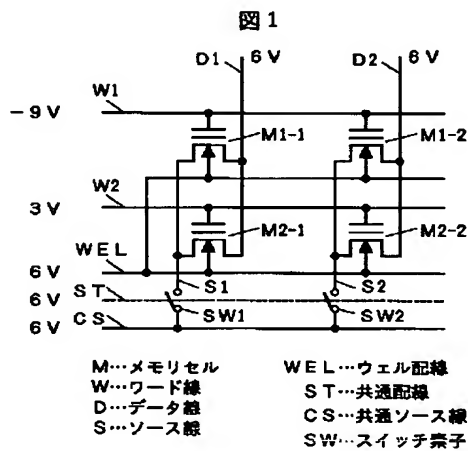 図1
D1 6V D2 6V
W1
-9V
M1-1 M1-2
W2
3V
M2-1 M2-2
WEL
6V
S1 S2
ST
6V
SW1 SW2
CS
6V
M…メモリセル
W…ワード線
D…データ線
S…ソース線
WEL…ウェル配線
ST…共通配線
CS…共通ソース線
SW…スイッチ素子